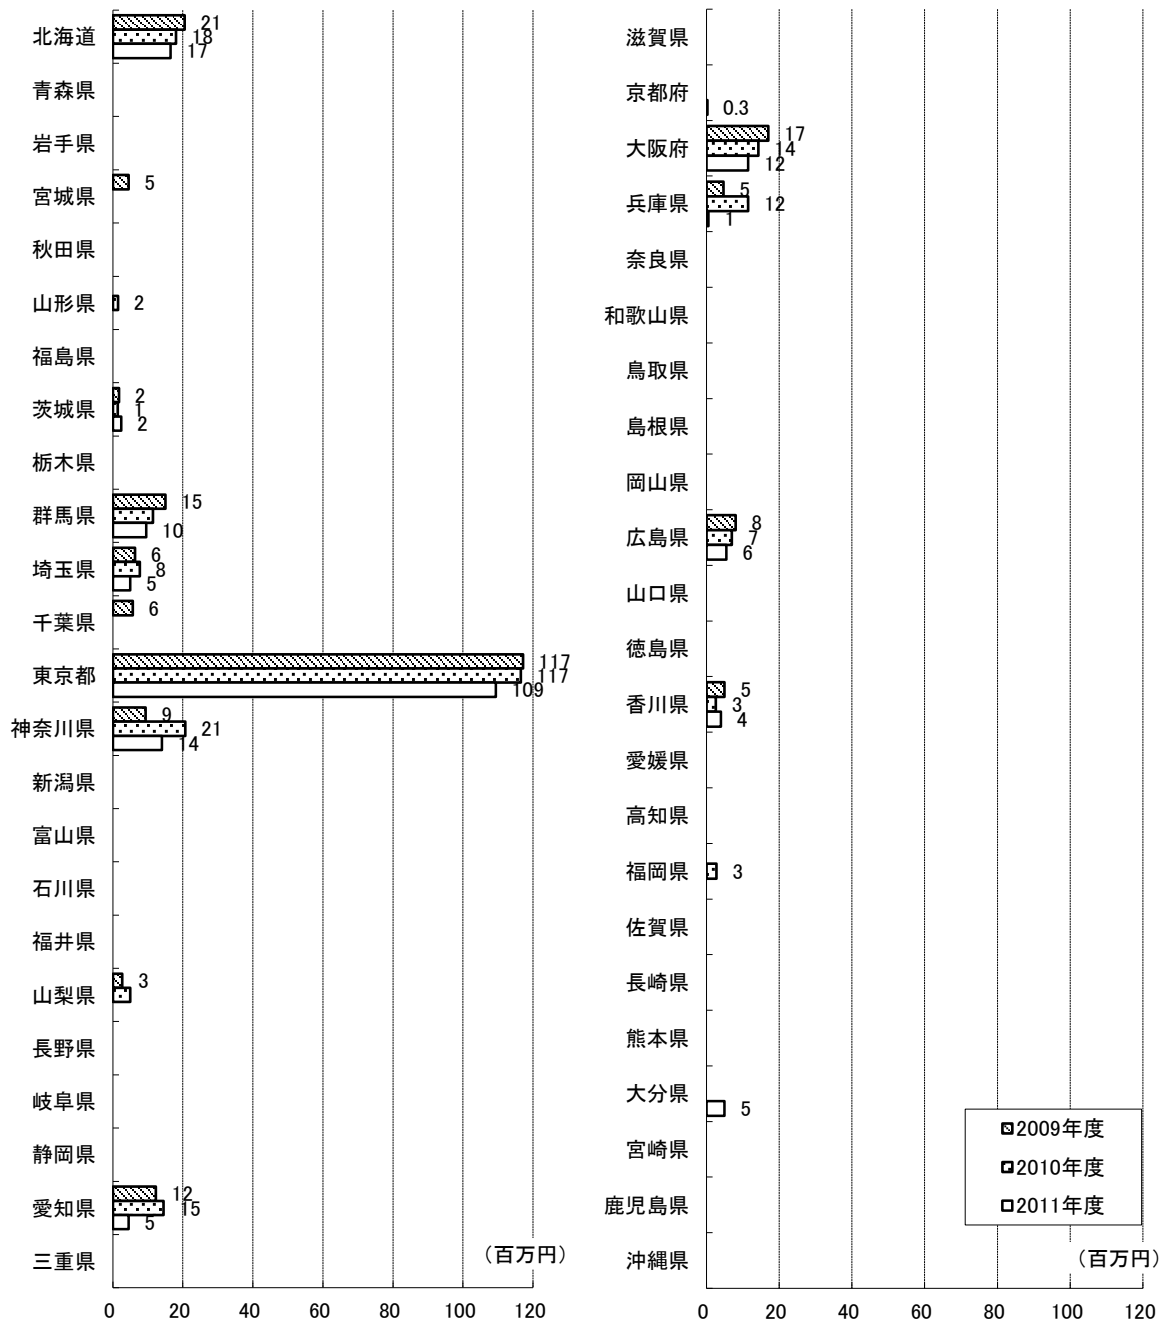 北海道 21
18
17
青森県
岩手県
宮城県 5
秋田県
山形県 2
福島県
茨城県 2
1
2
栃木県
群馬県 15
10
埼玉県 6
8
5
千葉県 6
東京都 117
117
109
神奈川県 9
21
14
新潟県
富山県
石川県
福井県
山梨県 3
長野県
岐阜県
静岡県
愛知県 12
15
5
三重県
（百万円）
0 20 40 60 80 100 120
滋賀県
京都府 0.3
大阪府 17
14
12
兵庫県 5
12
1
奈良県
和歌山県
鳥取県
島根県
岡山県
広島県 8
7
6
山口県
徳島県
香川県 5
3
4
愛媛県
高知県
福岡県 3
佐賀県
長崎県
熊本県
大分県 5
宮崎県
鹿児島県
沖縄県
2009年度
2010年度
2011年度
（百万円）
0 20 40 60 80 100 120